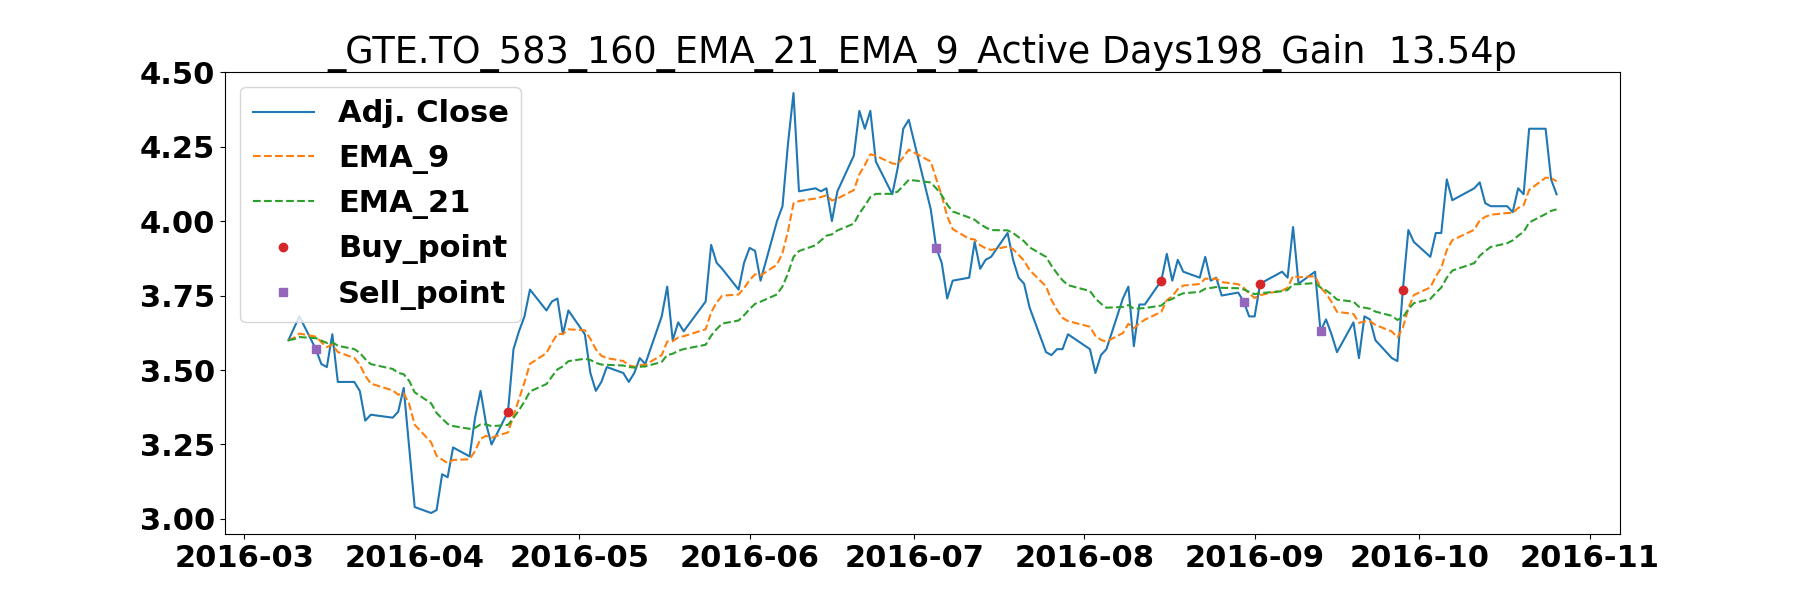 _GTE.TO_583_160_EMA_21_EMA_9_Active Days198_Gain  13.54p
4.50
4.25
4.00
3.75
3.50
3.25
3.00
Adj. Close
EMA_9
EMA_21
Buy_point
Sell_point
2016-03 2016-04 2016-05 2016-06 2016-07 2016-08 2016-09 2016-10 2016-11